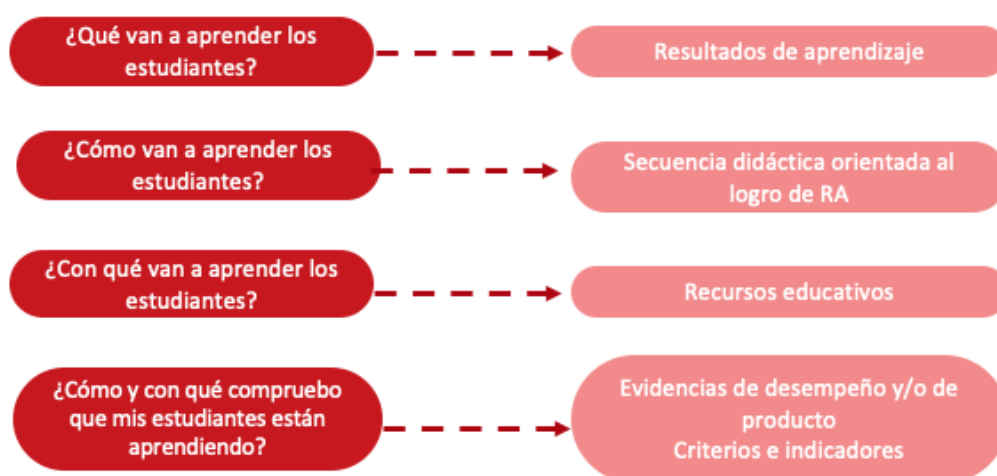 ¿Qué van a aprender los
estudiantes?
Resultados de aprendizaje
¿Cómo van a aprender los
estudiantes?
Secuencia didáctica orientada al
logro de RA
¿Con qué van a aprender los
estudiantes?
Recursos educativos
¿Cómo y con qué compruebo
que mis estudiantes están
aprendiendo?
Evidencias de desempeño y/o de
producto
Criterios e indicadores